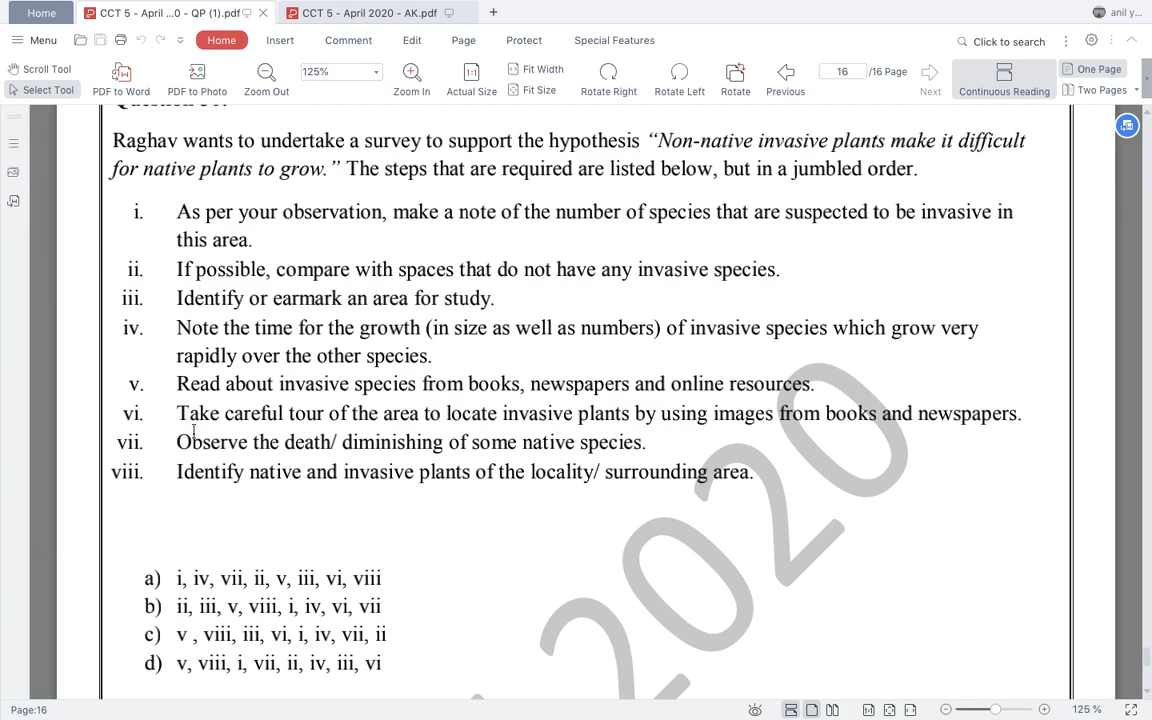 Home
CCT 5 - April ...0 - QP (1).pdf
CCT 5 - April 2020 - AK.pdf
anil y...
Menu
Home
Insert
Comment
Edit
Page
Protect
Special Features
Click to search
Scroll Tool
Select Tool
PDF to Word
PDF to Photo
Zoom Out
125%
Zoom In
Actual Size
Fit Width
Fit Size
Rotate Right
Rotate Left
Rotate
Previous
16 /16 Page
Next
Continuous Reading
One Page
Two Pages
Raghav wants to undertake a survey to support the hypothesis “Non-native invasive plants make it difficult
for native plants to grow.” The steps that are required are listed below, but in a jumbled order.
i. As per your observation, make a note of the number of species that are suspected to be invasive in
this area.
ii. If possible, compare with spaces that do not have any invasive species.
iii. Identify or earmark an area for study.
iv. Note the time for the growth (in size as well as numbers) of invasive species which grow very
rapidly over the other species.
v. Read about invasive species from books, newspapers and online resources.
vi. Take careful tour of the area to locate invasive plants by using images from books and newspapers.
vii. Observe the death/ diminishing of some native species.
viii. Identify native and invasive plants of the locality/ surrounding area.
a) i, iv, vii, ii, v, iii, vi, viii
b) ii, iii, v, viii, i, iv, vi, vii
c) v , viii, iii, vi, i, iv, vii, ii
d) v, viii, i, vii, ii, iv, iii, vi
2020
Page:16
125 %